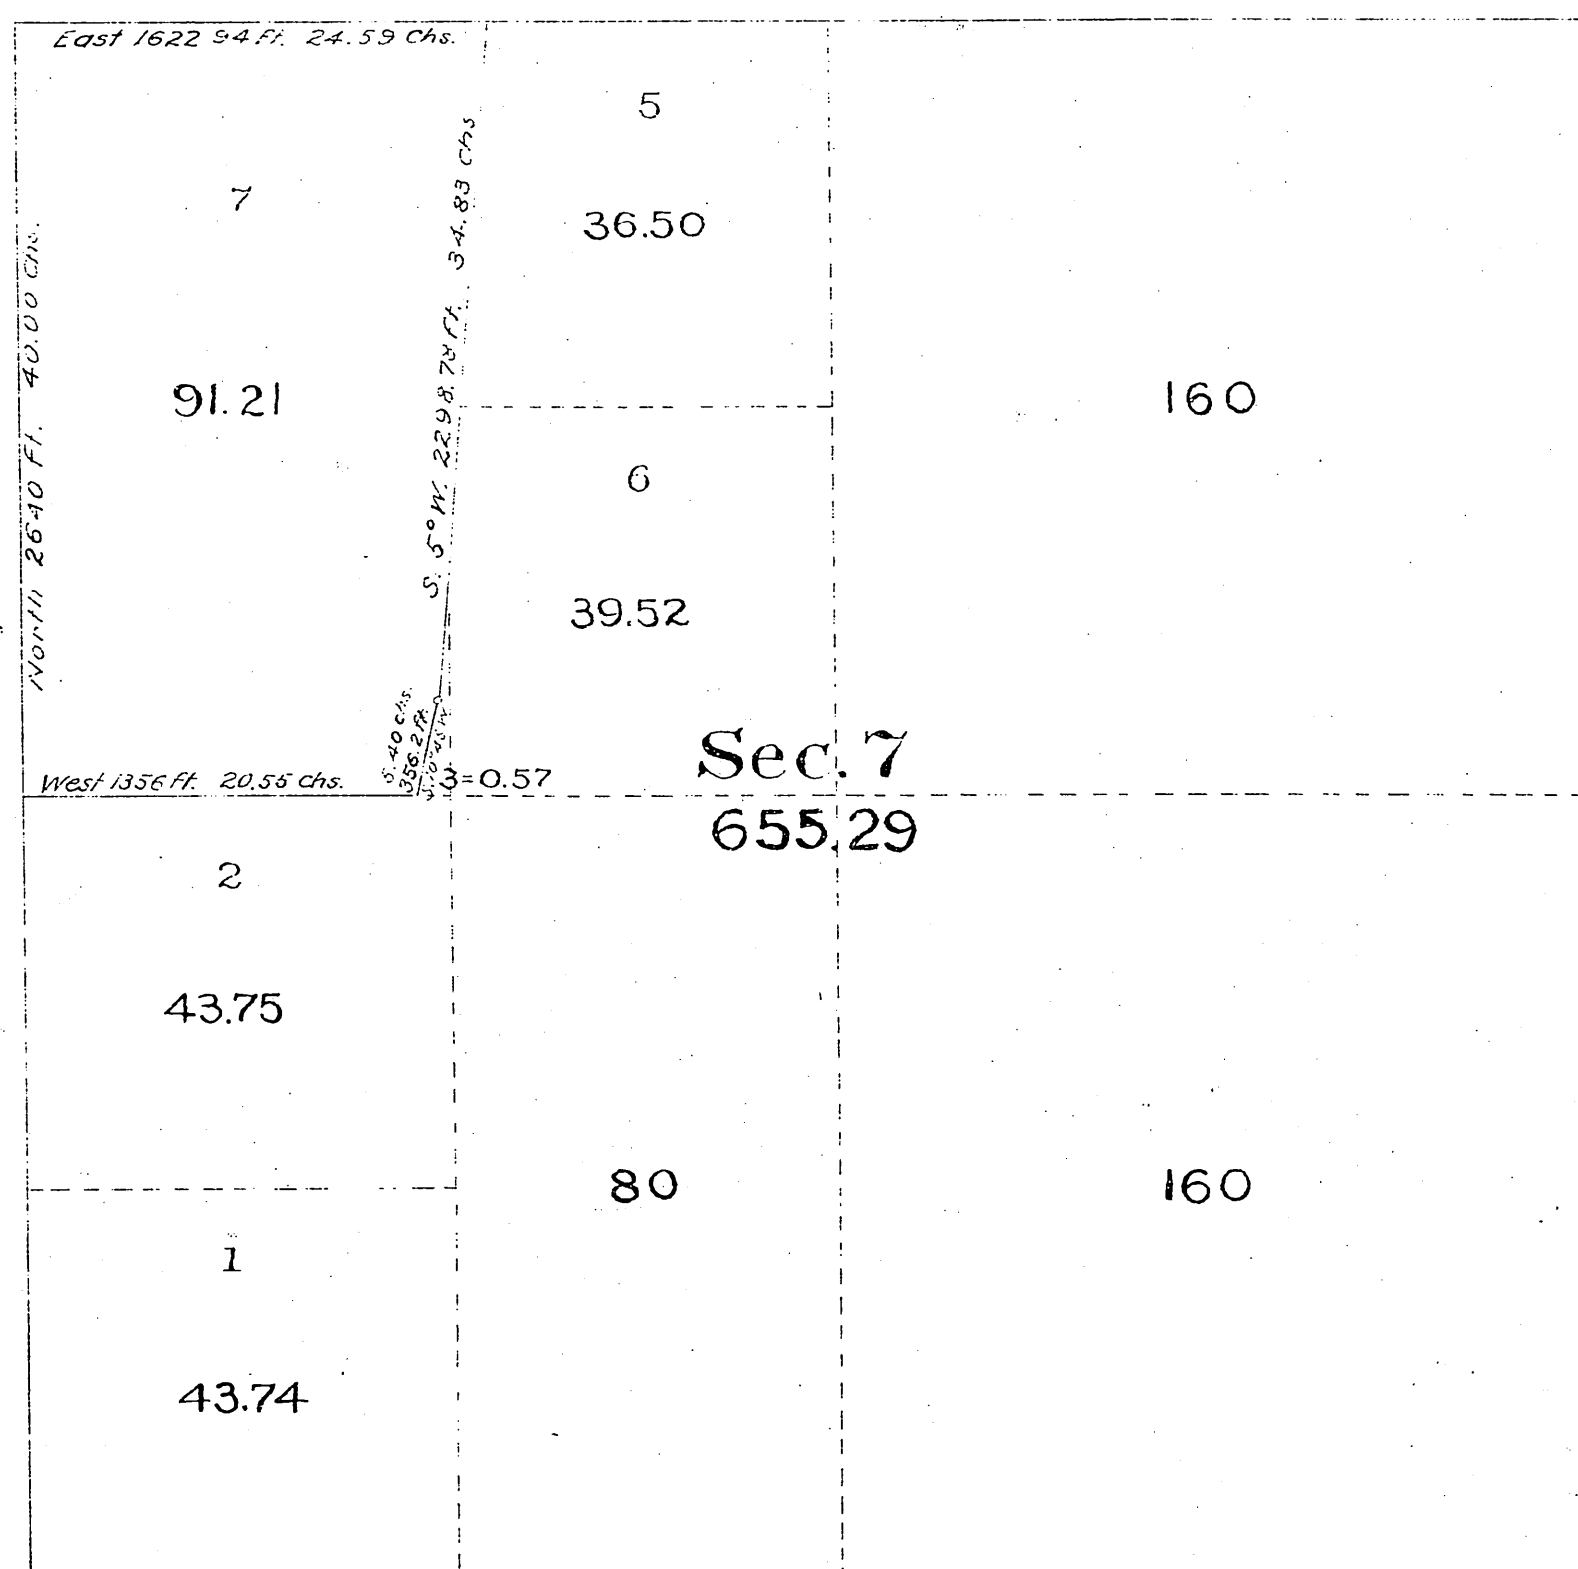 East 1622 94 Ft. 24.59 Chs.
5
7
36.50
S. 5° W. 2298.78 Ft. 34.83 Chs
North 2640 Ft. 40.00 Chs.
91.21
160
6
39.52
Sec. 7
655.29
5.40 chs.
356.2 Ft.
S. 10° 45' W.
West 1356 ft. 20.55 chs.
3=0.57
2
43.75
80
160
1
43.74